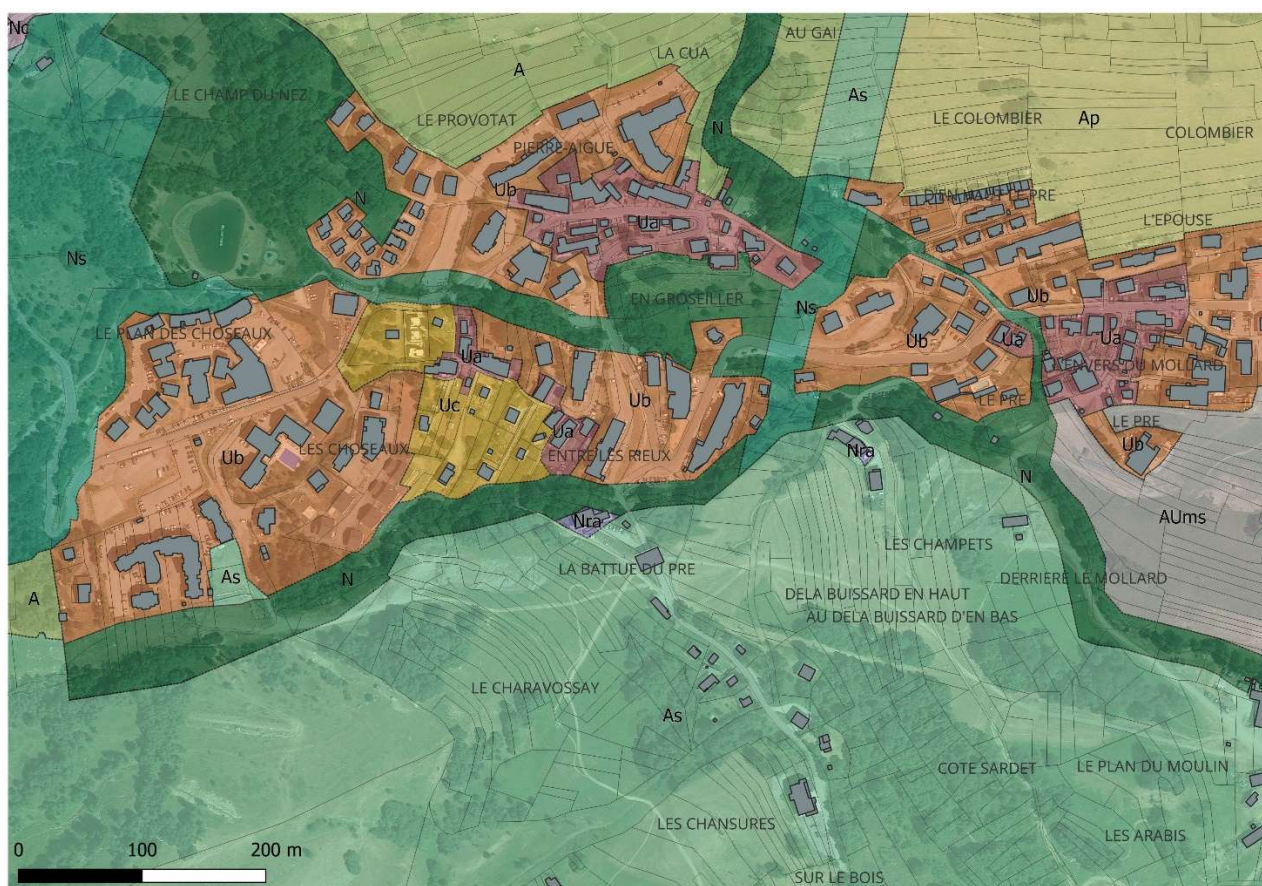 Nc
AU GAI
LA CUA
A
As
LE CHAMP DU NEZ
LE PROVOTAT
LE COLOMBIER
Ap
COLOMBIER
N
PIERRE-AIGUE
Ub
N
Ua
L'EPOUSE
Ns
EN GROSEILLER
Ns
Ub
LE PLAN DES CHOSEAUX
Ua
Ub
Ua
Ua
L'ENVERS DU MOLLARD
Uc
Ub
LE PRE
LE PRE
Ua
Ub
Ub
LES CHOSEAUX
ENTRE LES RIEUX
Nra
N
Nra
AUms
LES CHAMPETS
As
N
LA BATTUE DU PRE
DERRIERE LE MOLLARD
A
DELA BUISSARD EN HAUT
AU DELA BUISSARD D'EN BAS
LE CHARAVOSSAY
As
COTE SARDET
LE PLAN DU MOULIN
LES CHANSURES
LES ARABIS
0 100 200 m
SUR LE BOIS